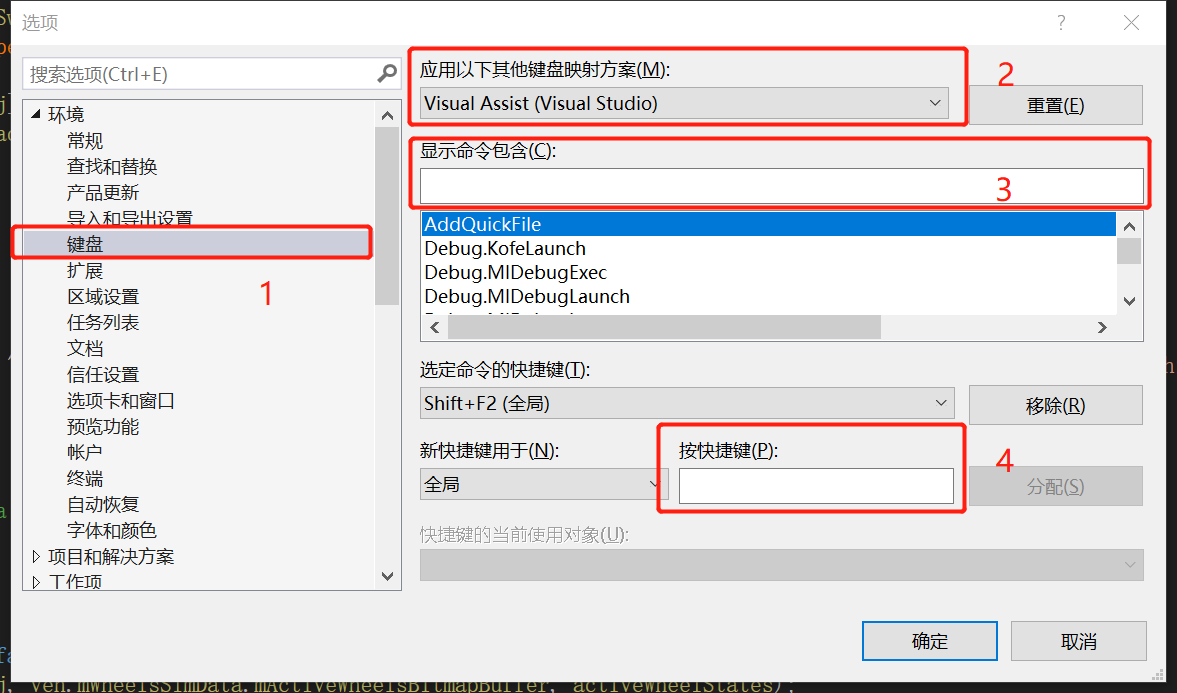 选项
搜索选项(Ctrl+E)
环境
常规
查找和替换
产品更新
导入和导出设置
键盘
1
扩展
区域设置
任务列表
文档
信任设置
选项卡和窗口
预览功能
帐户
终端
自动恢复
字体和颜色
项目和解决方案
工作项
应用以下其他键盘映射方案(M):
2
Visual Assist (Visual Studio)
重置(E)
显示命令包含(C):
3
AddQuickFile
Debug.KofeLaunch
Debug.MIDebugExec
Debug.MIDebugLaunch
选定命令的快捷键(T):
Shift+F2 (全局)
移除(R)
新快捷键用于(N):
按快捷键(P):
4
全局
分配(S)
快捷键的当前使用对象(U):
确定
取消
veh.mWheelsSimData.mActiveWheelsBitmapBuffer, activeWheelStates);